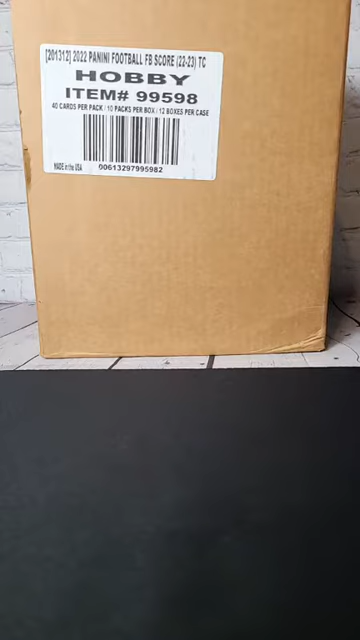 [201312] 2022 PANINI FOOTBALL FB SCORE (22-23) TC
HOBBY
ITEM# 99598
40 CARDS PER PACK / 10 PACKS PER BOX / 12 BOXES PER CASE
MADE in the USA 00613297995982